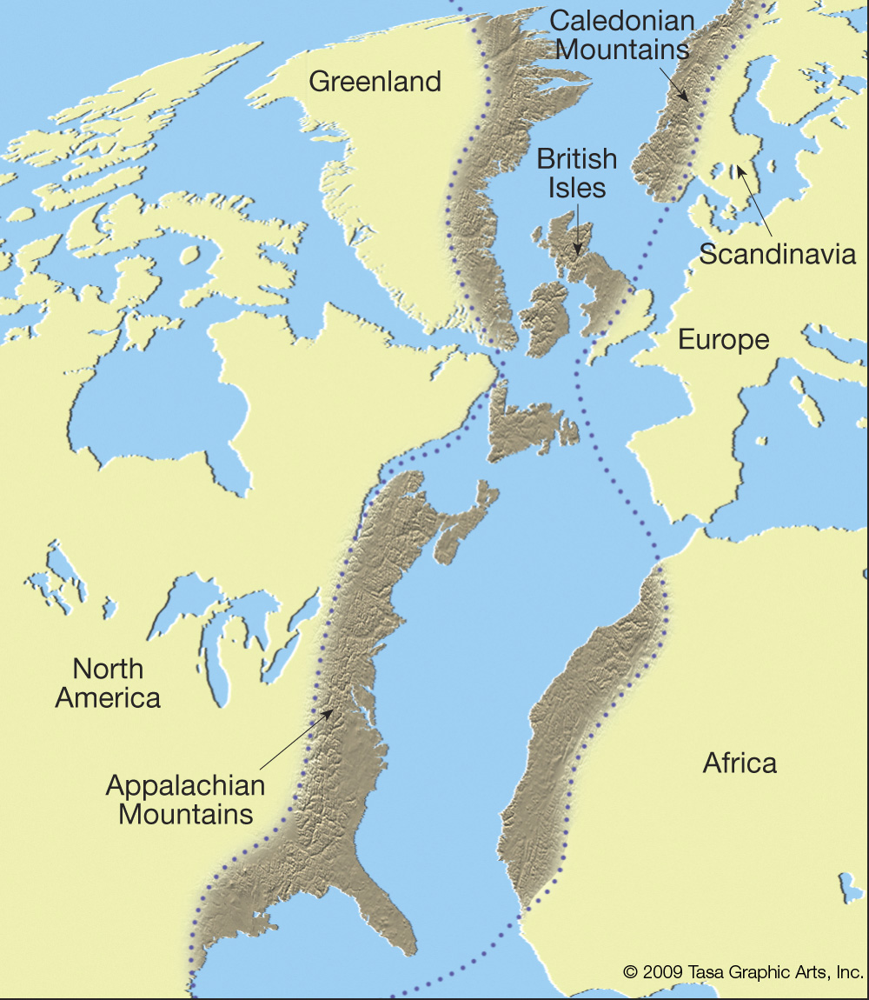 Caledonian
Mountains
Greenland
British
Isles
Scandinavia
Europe
North
America
Africa
Appalachian
Mountains
© 2009 Tasa Graphic Arts, Inc.